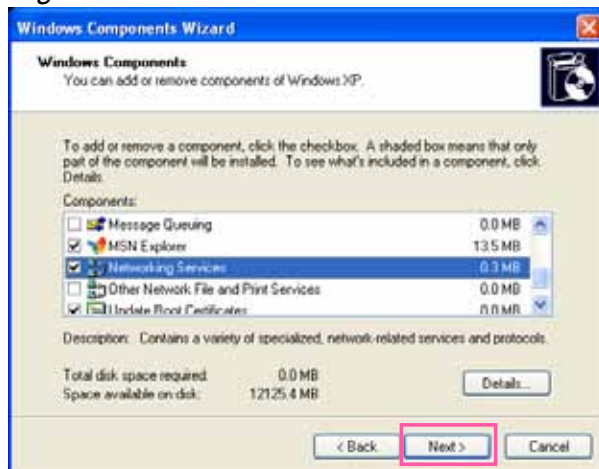 Windows Components Wizard
Windows Components
You can add or remove components of Windows XP.
To add or remove a component, click the checkbox. A shaded box means that only
part of the component will be installed. To see what's included in a component, click
Details.
Components:
Message Queuing 0.0 MB
MSN Explorer 13.5 MB
Networking Services 0.3 MB
Other Network File and Print Services 0.0 MB
Update Root Certificates 0.0 MB
Description: Contains a variety of specialized, network-related services and protocols.
Total disk space required: 0.0 MB
Space available on disk: 12125.4 MB
Details...
< Back Next > Cancel